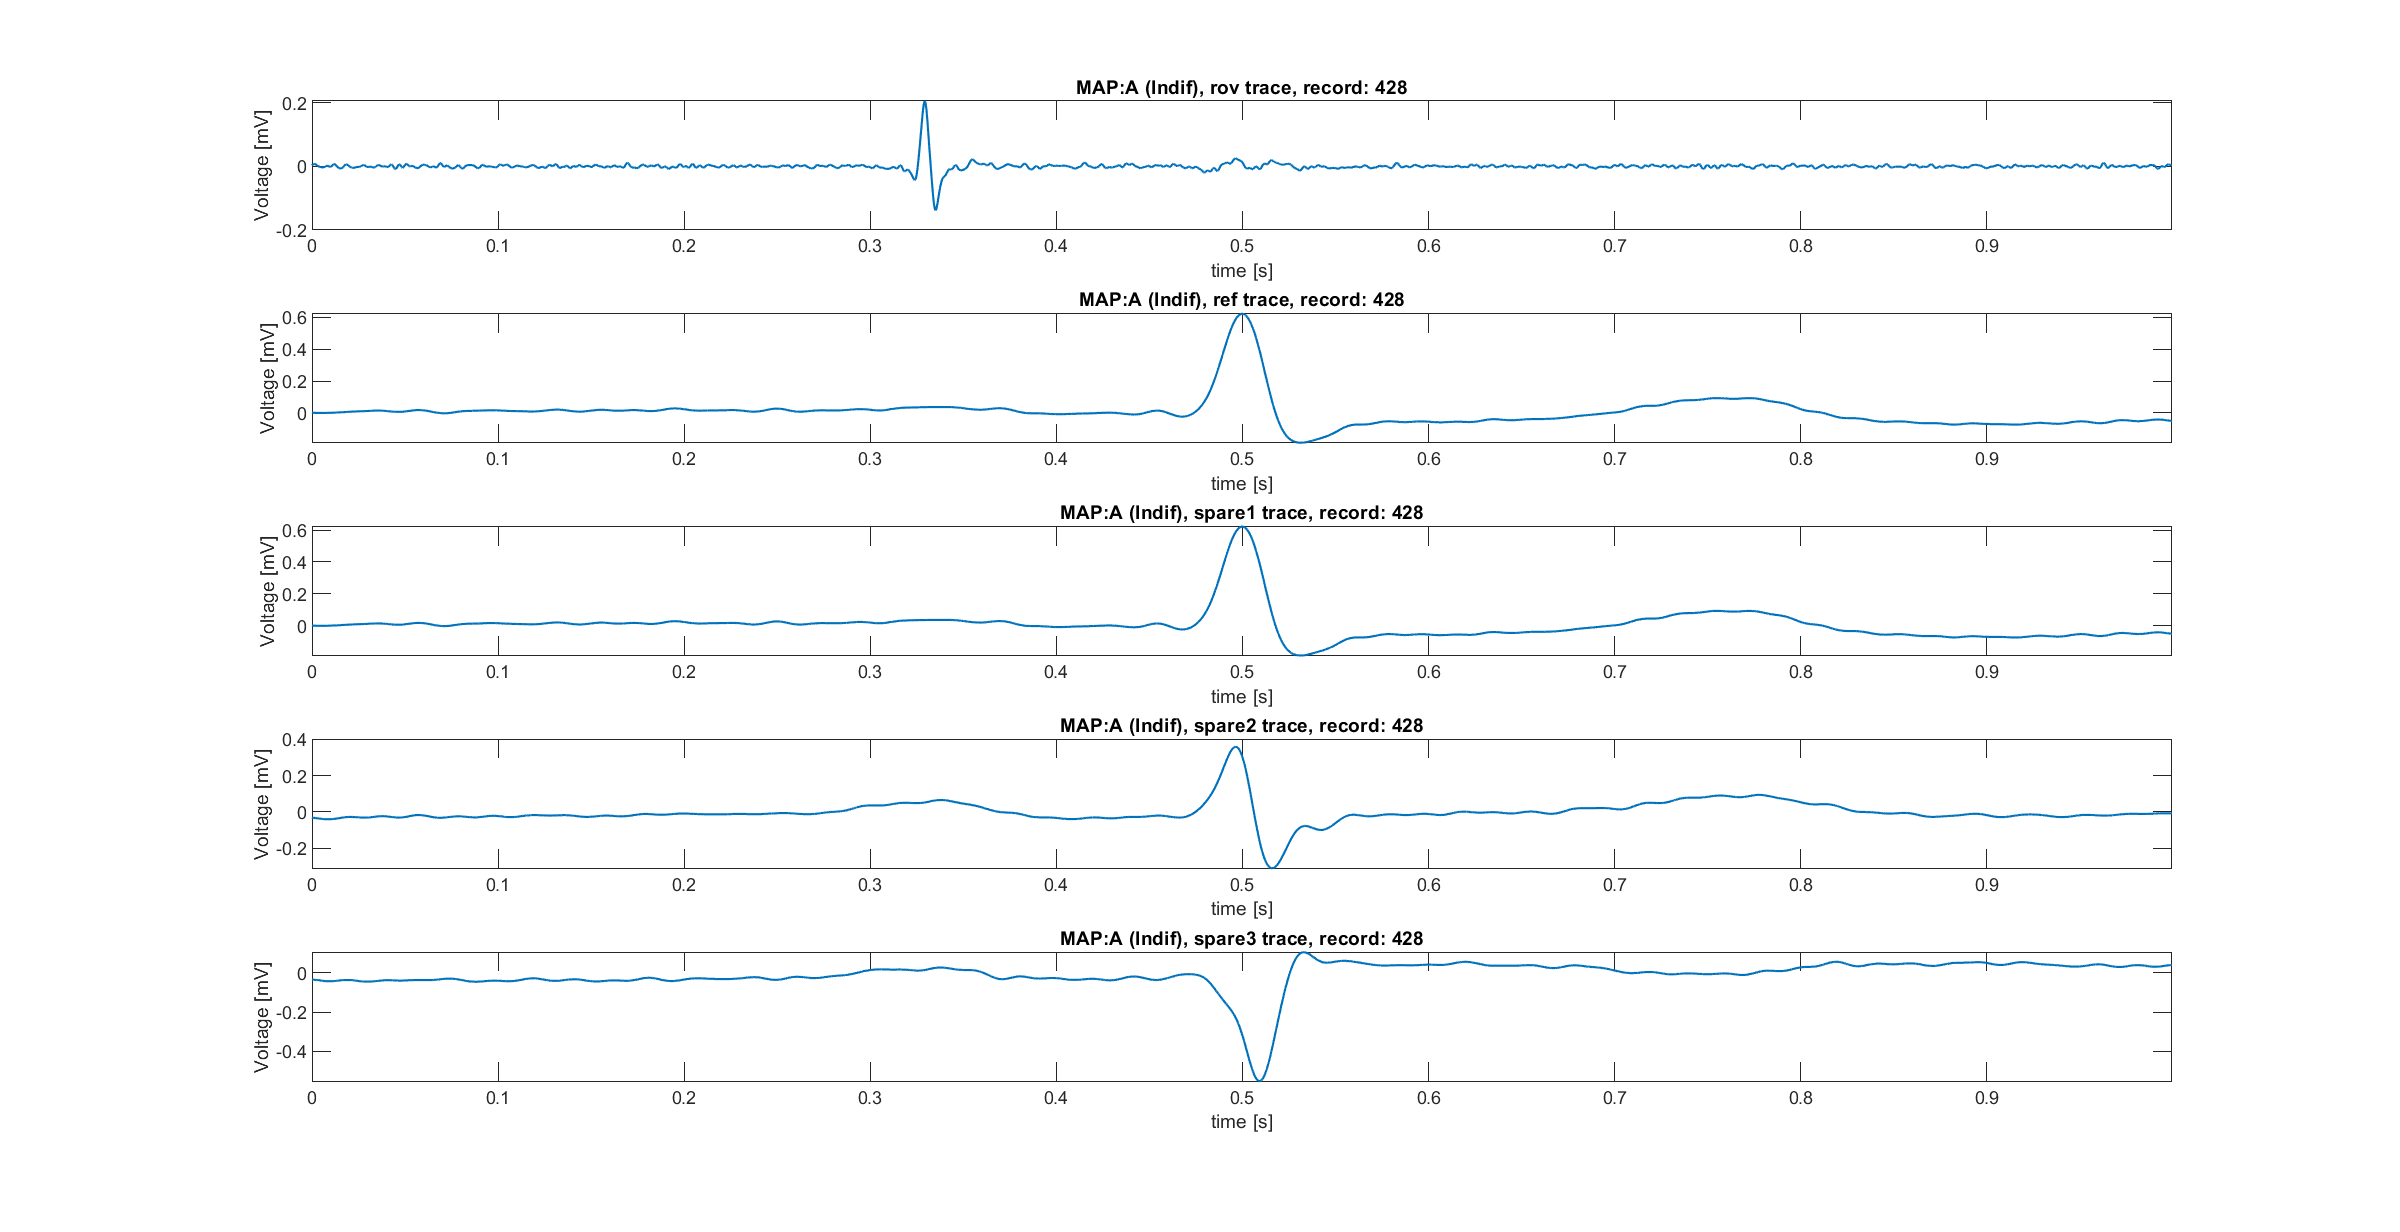 MAP:A (Indif), rov trace, record: 428
Voltage [mV]
0.2
0
-0.2
0 0.1 0.2 0.3 0.4 0.5 0.6 0.7 0.8 0.9
time [s]
MAP:A (Indif), ref trace, record: 428
Voltage [mV]
0.6
0.4
0.2
0
0 0.1 0.2 0.3 0.4 0.5 0.6 0.7 0.8 0.9
time [s]
MAP:A (Indif), spare1 trace, record: 428
Voltage [mV]
0.6
0.4
0.2
0
0 0.1 0.2 0.3 0.4 0.5 0.6 0.7 0.8 0.9
time [s]
MAP:A (Indif), spare2 trace, record: 428
Voltage [mV]
0.4
0.2
0
-0.2
0 0.1 0.2 0.3 0.4 0.5 0.6 0.7 0.8 0.9
time [s]
MAP:A (Indif), spare3 trace, record: 428
Voltage [mV]
0
-0.2
-0.4
0 0.1 0.2 0.3 0.4 0.5 0.6 0.7 0.8 0.9
time [s]